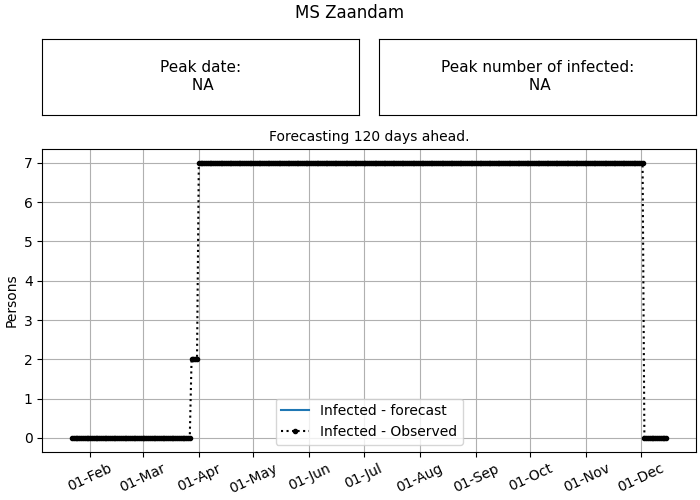 MS Zaandam
Peak date:
NA
Peak number of infected:
NA
Forecasting 120 days ahead.
Persons
7
6
5
4
3
2
1
0
Infected - forecast
Infected - Observed
01-Feb
01-Mar
01-Apr
01-May
01-Jun
01-Jul
01-Aug
01-Sep
01-Oct
01-Nov
01-Dec